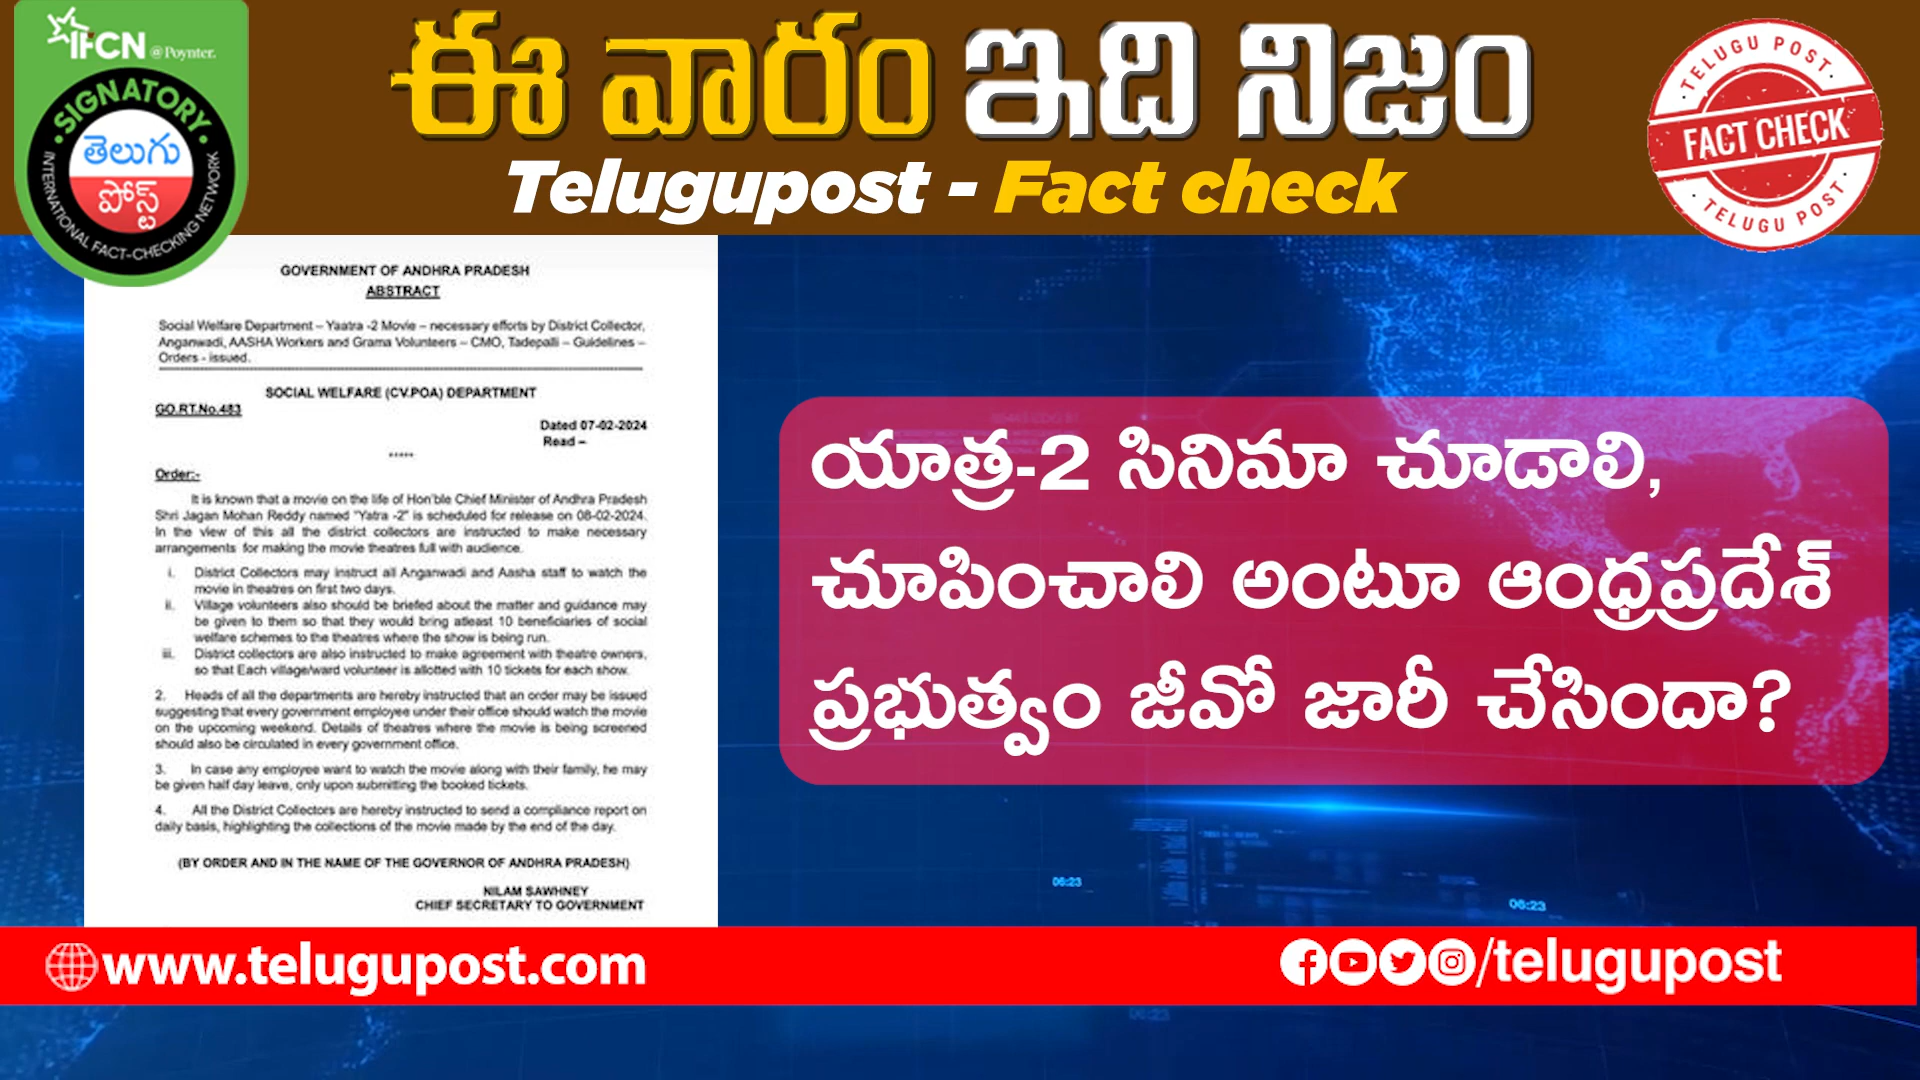 IFCN @Poynter.
SIGNATORY
తెలుగు
పోస్ట్
INTERNATIONAL FACT-CHECKING NETWORK
ఈ వారం ఇది నిజం
Telugupost - Fact check
TELUGU POST
FACT CHECK
TELUGU POST
GOVERNMENT OF ANDHRA PRADESH
ABSTRACT
Social Welfare Department – Yaatra -2 Movie – necessary efforts by District Collector,
Anganwadi, AASHA Workers and Grama Volunteers – CMO, Tadepalli – Guidelines –
Orders - issued.
SOCIAL WELFARE (CV.POA) DEPARTMENT
GO.RT.No.483
Dated 07-02-2024
Read –
*****
Order:-
It is known that a movie on the life of Hon'ble Chief Minister of Andhra Pradesh
Shri Jagan Mohan Reddy named "Yatra -2" is scheduled for release on 08-02-2024.
In the view of this all the district collectors are instructed to make necessary
arrangements for making the movie theatres full with audience.
i. District Collectors may instruct all Anganwadi and Aasha staff to watch the
movie in theatres on first two days.
ii. Village volunteers also should be briefed about the matter and guidance may
be given to them so that they would bring atleast 10 beneficiaries of social
welfare schemes to the theatres where the show is being run.
iii. District collectors are also instructed to make agreement with theatre owners,
so that Each village/ward volunteer is allotted with 10 tickets for each show.
2. Heads of all the departments are hereby instructed that an order may be issued
suggesting that every government employee under their office should watch the movie
on the upcoming weekend. Details of theatres where the movie is being screened
should also be circulated in every government office.
3. In case any employee want to watch the movie along with their family, he may
be given half day leave, only upon submitting the booked tickets.
4. All the District Collectors are hereby instructed to send a compliance report on
daily basis, highlighting the collections of the movie made by the end of the day.
(BY ORDER AND IN THE NAME OF THE GOVERNOR OF ANDHRA PRADESH)
NILAM SAWHNEY
CHIEF SECRETARY TO GOVERNMENT
యాత్ర-2 సినిమా చూడాలి,
చూపించాలి అంటూ ఆంధ్రప్రదేశ్
ప్రభుత్వం జీవో జారీ చేసిందా?
06:23
06:23
06:23
www.telugupost.com
/telugupost